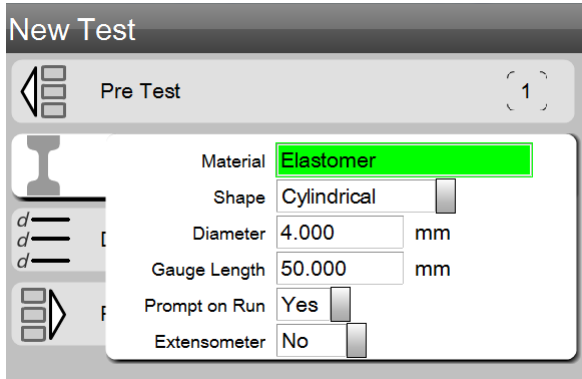 New Test
Pre Test 1
Material Elastomer
Shape Cylindrical
Diameter 4.000 mm
d
d
d
Gauge Length 50.000 mm
Prompt on Run Yes
Extensometer No